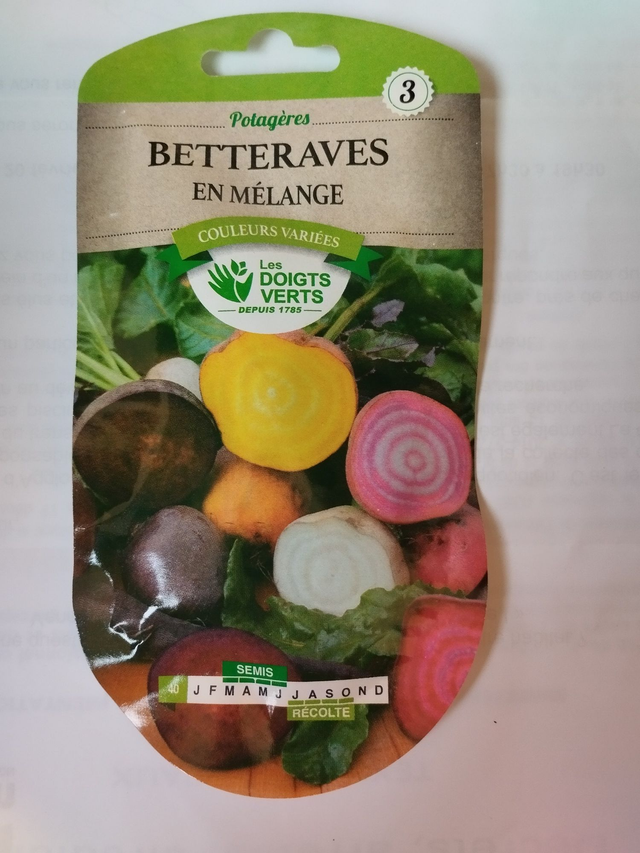 3
Potagères
BETTERAVES
EN MÉLANGE
COULEURS VARIÉES
Les
DOIGTS
VERTS
DEPUIS 1785
SEMIS
40 J F M A M J J A S O N D
RÉCOLTE